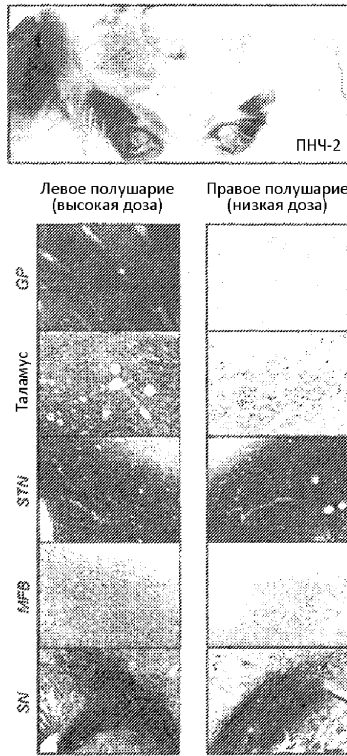 ПНЧ-2
Левое полушарие Правое полушарие
(высокая доза) (низкая доза)
GP
Таламус
STN
MFB
SN